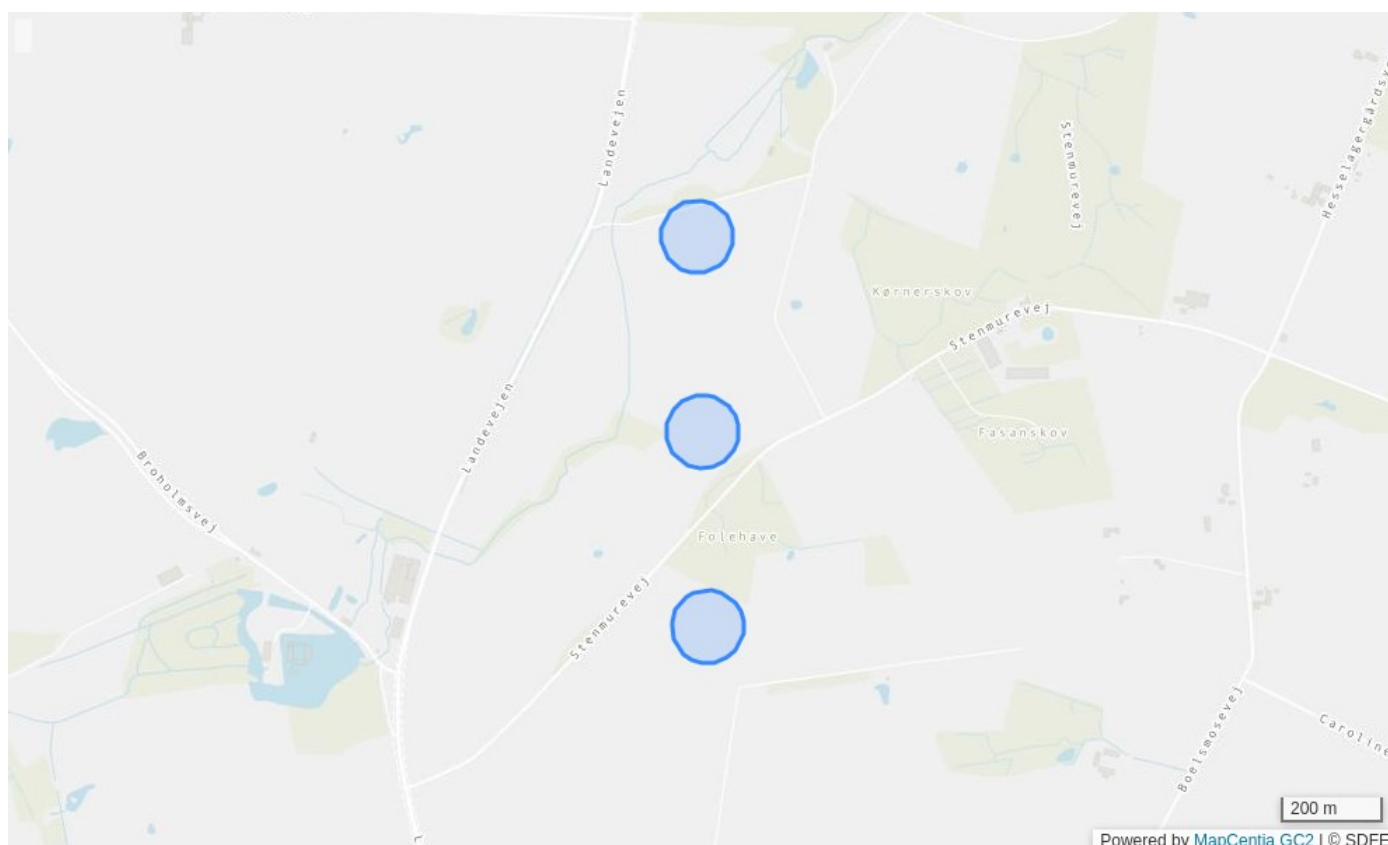 Landevejen
Stenmurevej
Hesselagergårdsv
Kørnerskov
Stenmurevej
Landevejen
Fasanskov
Broholmsvej
Folehave
Stenmurevej
Boelsmosevej
Caroline
200 m
L
Powered by MapCentia GC2 | © SDFE